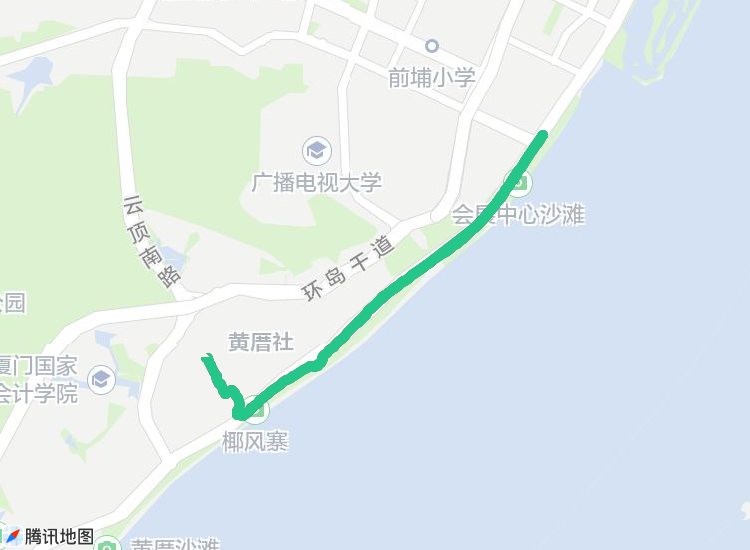 前埔小学
广播电视大学
会展中心沙滩
云顶南路
环岛干道
公园
黄厝社
厦门国家
会计学院
椰风寨
腾讯地图
黄厝沙滩